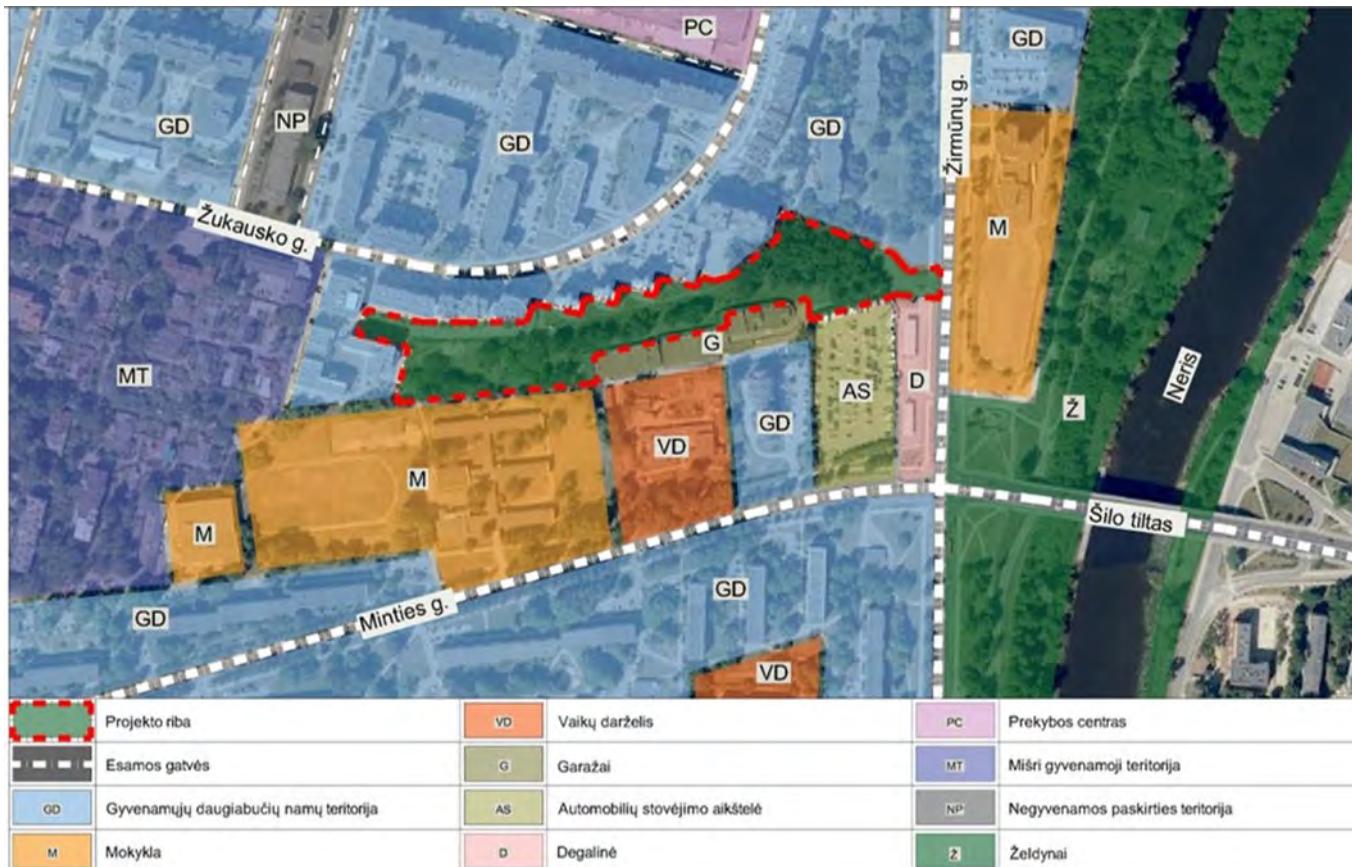 PC
GD
Žirmūnų g.
GD
NP
GD
GD
M
Žukausko g.
Neris
G
MT
D
AS
Ž
GD
VD
M
Šilo tiltas
M
GD
GD
Minties g.
VD
Projekto riba
VD Vaikų darželis
PC Prekybos centras
Esamos gatvės
G Garažai
MT Mišri gyvenamoji teritorija
GD Gyvenamųjų daugiabučių namų teritorija
AS Automobilių stovėjimo aikštelė
NP Negyvenamos paskirties teritorija
M Mokykla
D Degalinė
Ž Želdynai